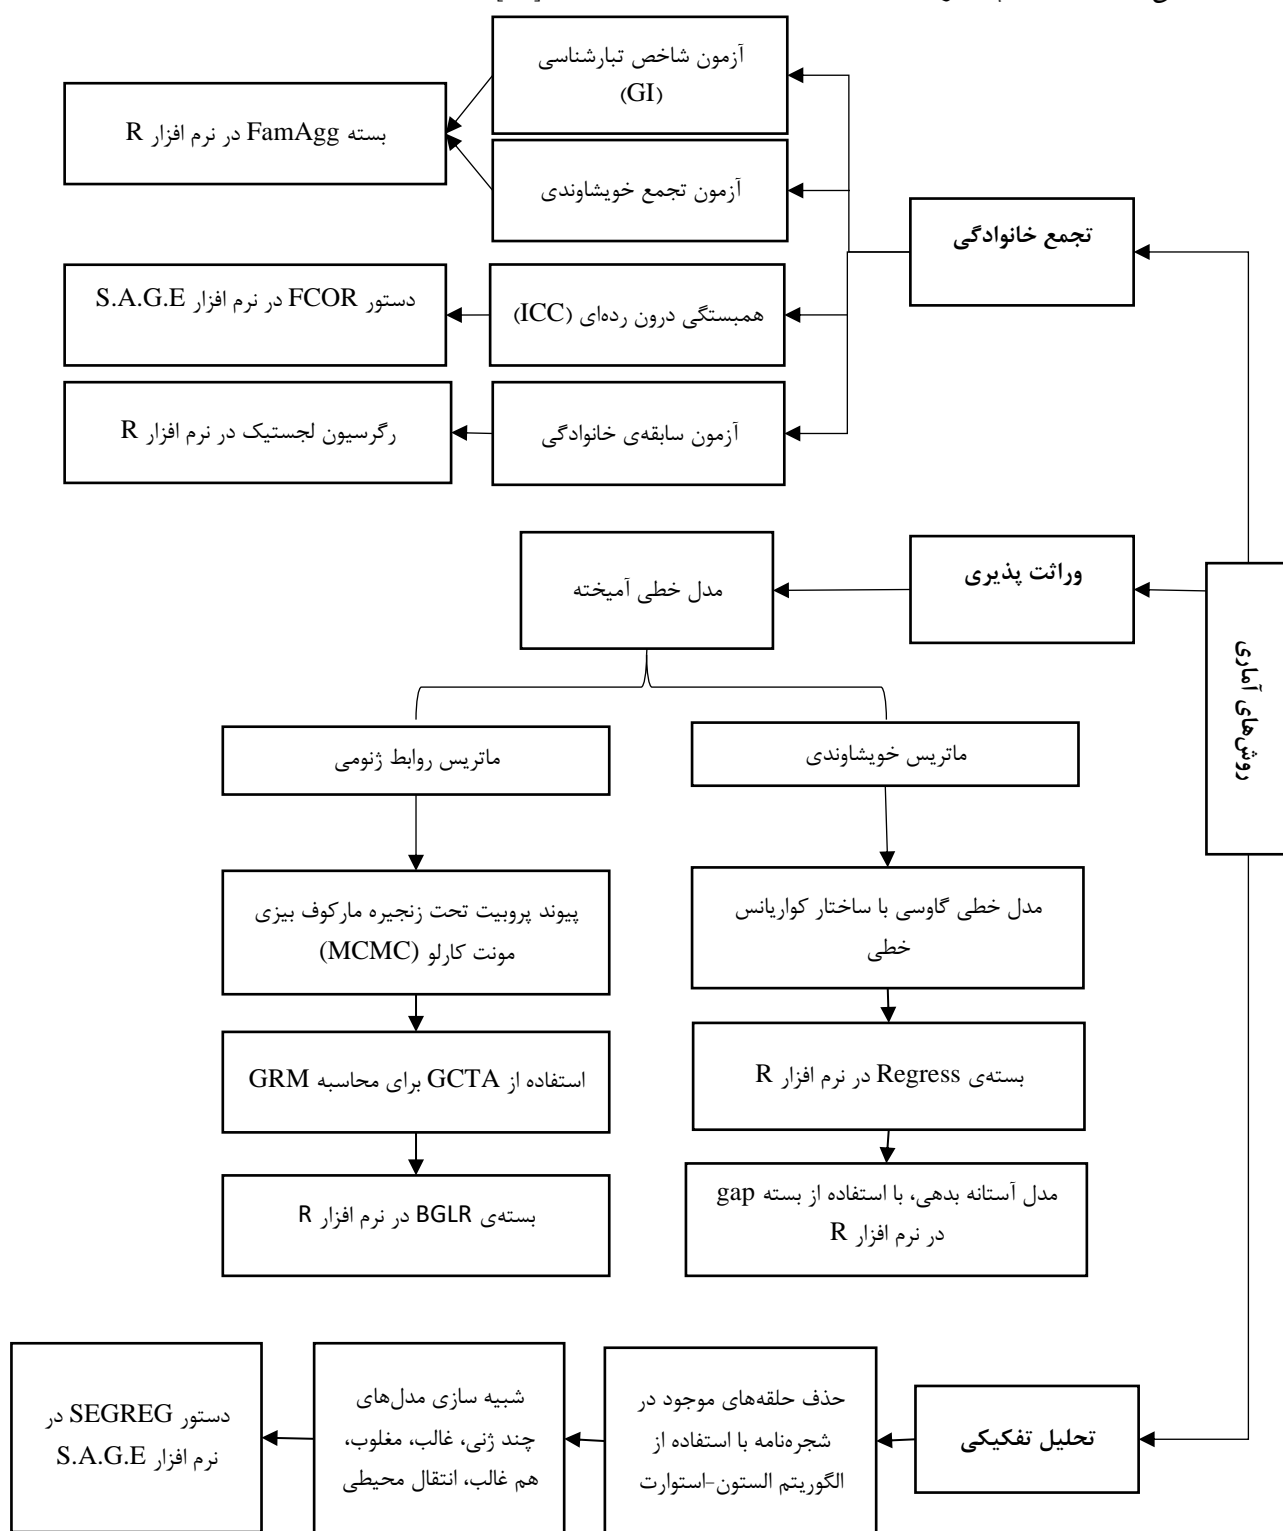 آزمون شاخص تبارشناسی
(GI)
بسته FamAgg در نرم افزار R
آزمون تجمع خویشاوندی
تجمع خانوادگی
همبستگی درون رده‌ای (ICC)
دستور FCOR در نرم افزار S.A.G.E
آزمون سابقه‌ی خانوادگی
رگرسیون لجستیک در نرم افزار R
وراثت پذیری
مدل خطی آمیخته
روش‌های آماری
ماتریس خویشاوندی
ماتریس روابط ژنومی
مدل خطی گاوسی با ساختار کواریانس
خطی
پیوند پروبیت تحت زنجیره مارکوف بیزی
مونت کارلو (MCMC)
بسته‌ی Regress در نرم افزار R
استفاده از GCTA برای محاسبه GRM
مدل آستانه بدهی، با استفاده از بسته gap
در نرم افزار R
بسته‌ی BGLR در نرم افزار R
تحلیل تفکیکی
حذف حلقه‌های موجود در
شجره‌نامه با استفاده از
الگوریتم الستون-استوارت
شبیه سازی مدل‌های
چند ژنی، غالب، مغلوب،
هم غالب، انتقال محیطی
دستور SEGREG در
نرم افزار S.A.G.E